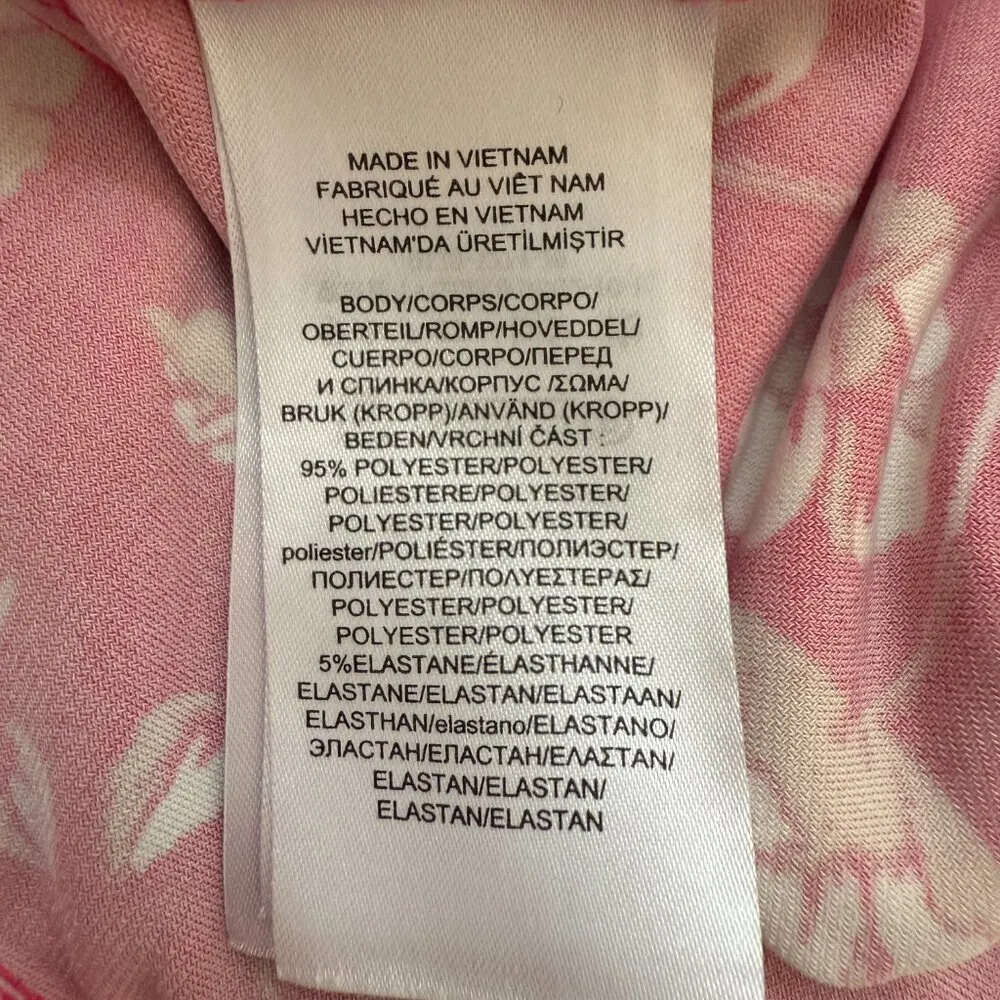 MADE IN VIETNAM
FABRIQUÉ AU VIÊT NAM
HECHO EN VIETNAM
VİETNAM'DA ÜRETİLMİŞTİR
BODY/CORPS/CORPO/
OBERTEIL/ROMP/HOVEDDEL/
CUERPO/CORPO/ПЕРЕД
И СПИНКА/КОРПУС /ΣΩΜΑ/
BRUK (KROPP)/ANVÄND (KROPP)/
BEDEN/VRCHNÍ ČÁST :
95% POLYESTER/POLYESTER/
POLIESTERE/POLYESTER/
POLYESTER/POLYESTER/
poliester/POLIÉSTER/ПОЛИЭСТЕР/
ПОЛИЕСТЕР/ΠΟΛΥΕΣΤΕΡΑΣ/
POLYESTER/POLYESTER/
POLYESTER/POLYESTER
5%ELASTANE/ÉLASTHANNE/
ELASTANE/ELASTAN/ELASTAAN/
ELASTHAN/elastano/ELASTANO/
ЭЛАСТАН/ЕЛАСТАН/ΕΛΑΣΤΑΝ/
ELASTAN/ELASTAN/
ELASTAN/ELASTAN